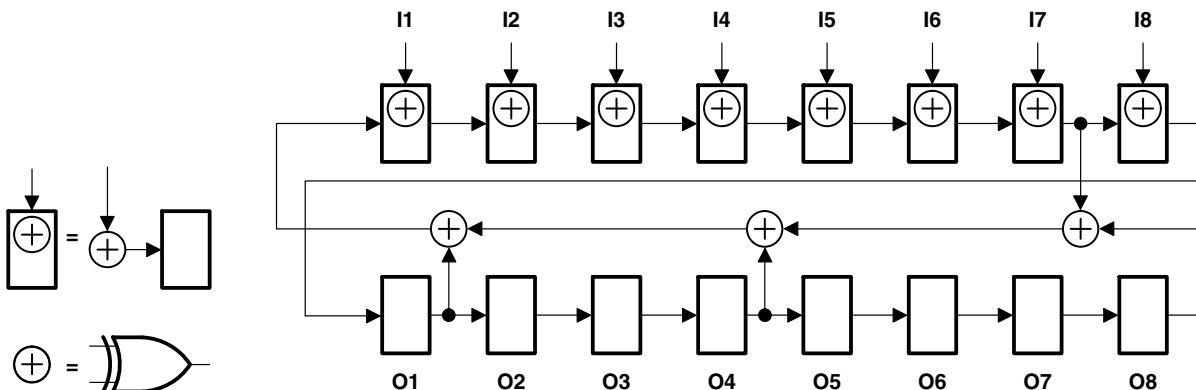 I1 I2 I3 I4 I5 I6 I7 I8
=
=
O1 O2 O3 O4 O5 O6 O7 O8